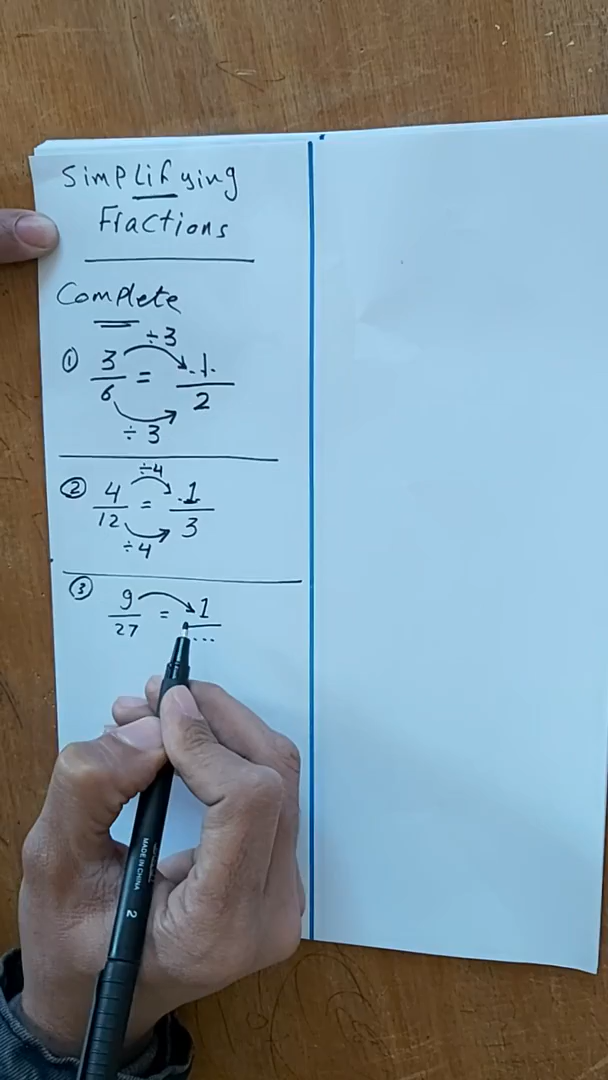 Simplifying
Fractions
Complete
÷3
① 3/6 = .1./2
÷ 3
÷4
② 4/12 = .1./3
÷4
③ 9/27 = 1/...
MADE IN CHINA
2